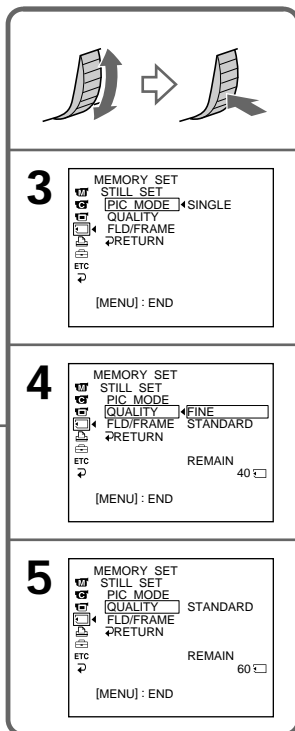 3
MEMORY SET
STILL SET
PIC MODE SINGLE
QUALITY
FLD/FRAME
RETURN
ETC
[MENU] : END
4
MEMORY SET
STILL SET
PIC MODE
QUALITY FINE
FLD/FRAME STANDARD
RETURN
ETC
REMAIN
40
[MENU] : END
5
MEMORY SET
STILL SET
PIC MODE
QUALITY STANDARD
FLD/FRAME
RETURN
ETC
REMAIN
60
[MENU] : END